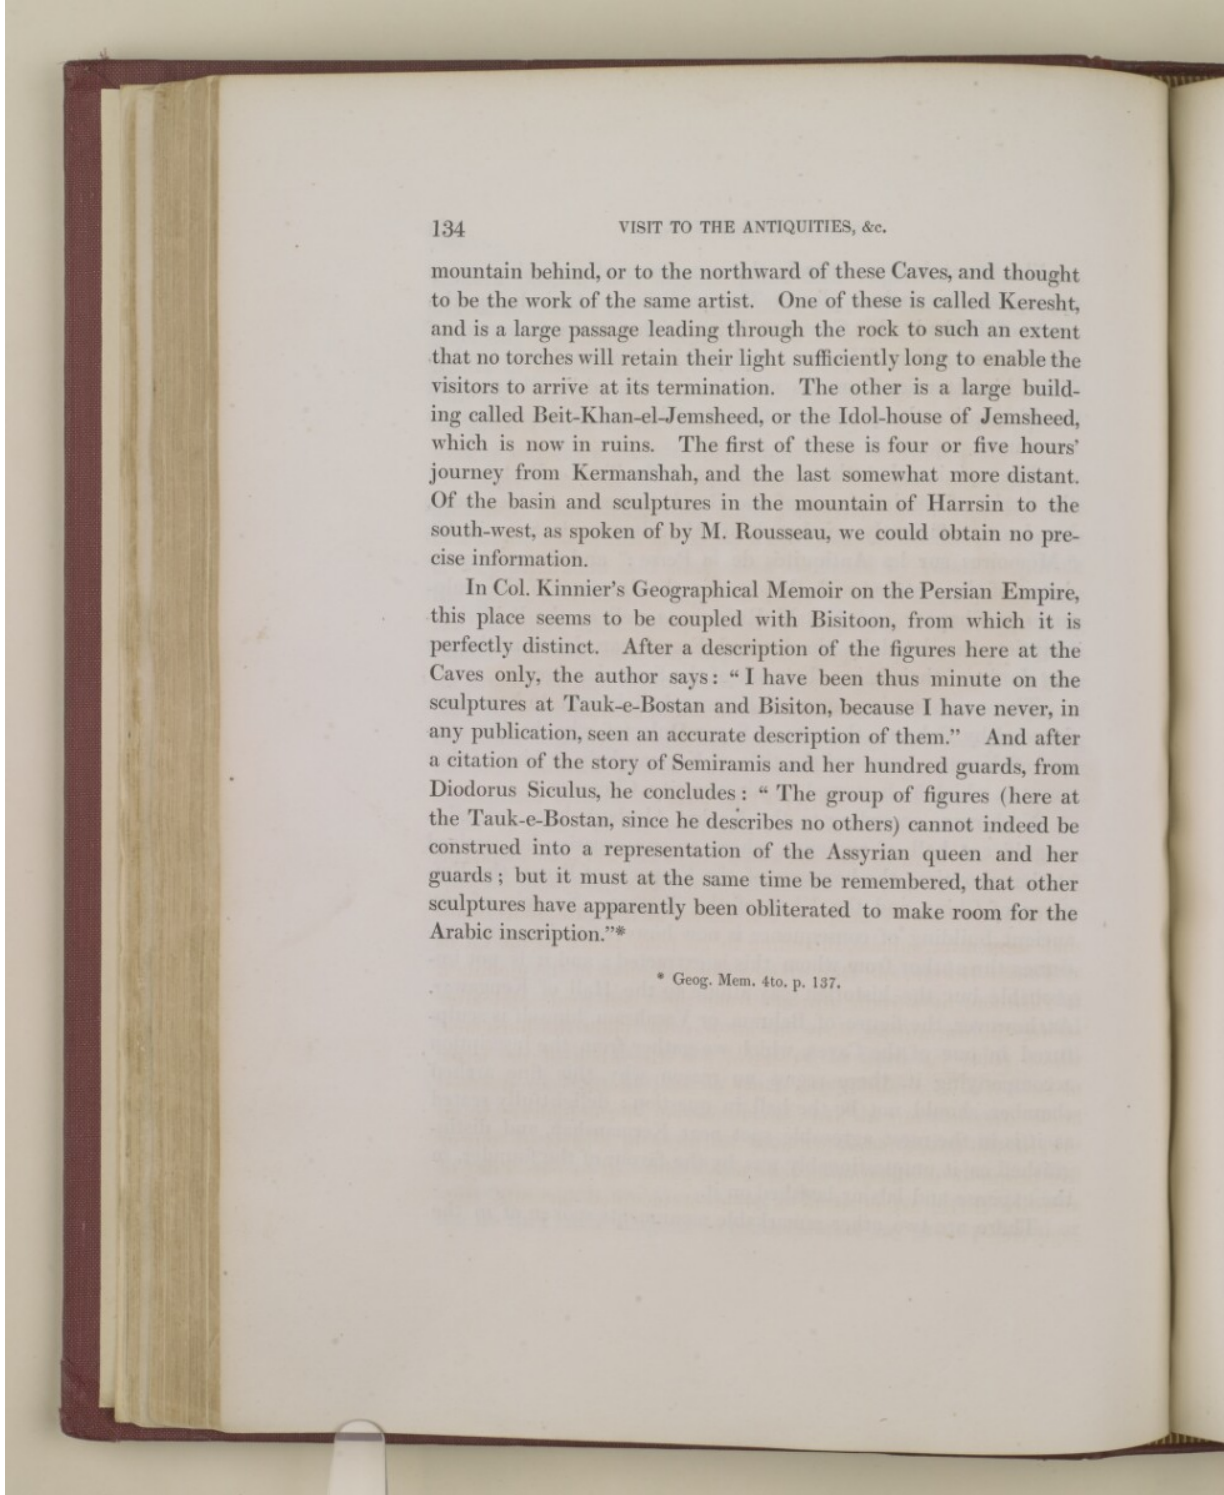 134 VISIT TO THE ANTIQUITIES, &c.
mountain behind, or to the northward of these Caves, and thought
to be the work of the same artist. One of these is called Keresht,
and is a large passage leading through the rock to such an extent
that no torches will retain their light sufficiently long to enable the
visitors to arrive at its termination. The other is a large build-
ing called Beit-Khan-el-Jemsheed, or the Idol-house of Jemsheed,
which is now in ruins. The first of these is four or five hours'
journey from Kermanshah, and the last somewhat more distant.
Of the basin and sculptures in the mountain of Harrsin to the
south-west, as spoken of by M. Rousseau, we could obtain no pre-
cise information.
In Col. Kinnier's Geographical Memoir on the Persian Empire,
this place seems to be coupled with Bisitoon, from which it is
perfectly distinct. After a description of the figures here at the
Caves only, the author says: “ I have been thus minute on the
sculptures at Tauk-e-Bostan and Bisiton, because I have never, in
any publication, seen an accurate description of them.” And after
a citation of the story of Semiramis and her hundred guards, from
Diodorus Siculus, he concludes: “ The group of figures (here at
the Tauk-e-Bostan, since he describes no others) cannot indeed be
construed into a representation of the Assyrian queen and her
guards; but it must at the same time be remembered, that other
sculptures have apparently been obliterated to make room for the
Arabic inscription.”*
* Geog. Mem. 4to. p. 137.